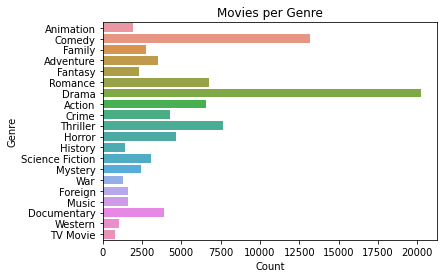 Movies per Genre
Genre
Animation
Comedy
Family
Adventure
Fantasy
Romance
Drama
Action
Crime
Thriller
Horror
History
Science Fiction
Mystery
War
Foreign
Music
Documentary
Western
TV Movie
0 2500 5000 7500 10000 12500 15000 17500 20000
Count